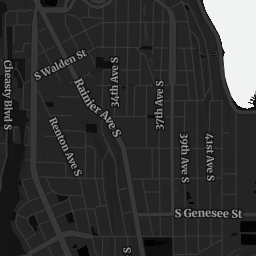 S Walden St
Cheasty Blvd S
34th Ave S
Rainier Ave S
37th Ave S
Renton Ave S
39th Ave S
41st Ave S
S Genesee St
S